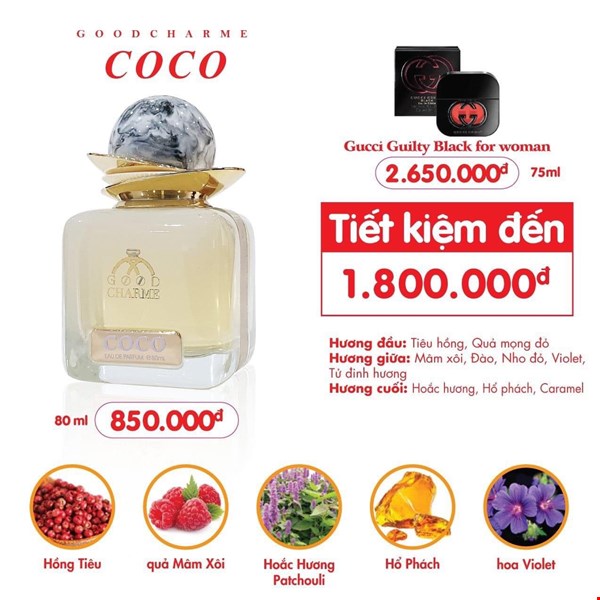 GOODCHARME
COCO
Gucci Guilty Black for woman
2.650.000đ 75ml
Tiết kiệm đến
1.800.000đ
GOOD
CHARME
COCO
Hương đầu: Tiêu hồng, Quả mọng đỏ
Hương giữa: Mâm xôi, Đào, Nho đỏ, Violet,
Tử đinh hương
Hương cuối: Hoắc hương, Hổ phách, Caramel
80 ml 850.000đ
Hồng Tiêu
quả Mâm Xôi
Hoắc Hương
Patchouli
Hổ Phách
hoa Violet